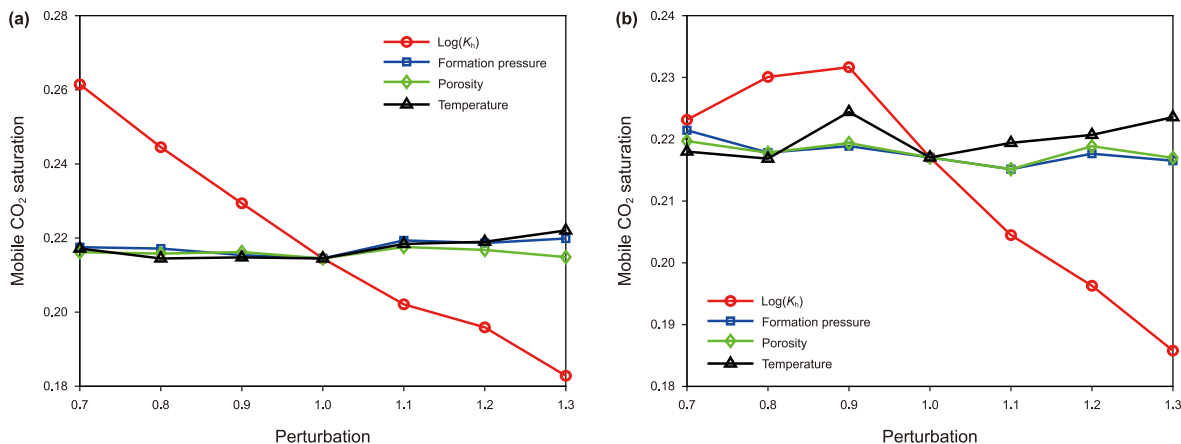 (a)
0.28
0.26
0.24
0.22
0.20
0.18
Mobile CO₂ saturation
0.7 0.8 0.9 1.0 1.1 1.2 1.3
Perturbation
Log(Kₕ)
Formation pressure
Porosity
Temperature
(b)
0.24
0.23
0.22
0.21
0.20
0.19
0.18
Mobile CO₂ saturation
0.7 0.8 0.9 1.0 1.1 1.2 1.3
Perturbation
Log(Kₕ)
Formation pressure
Porosity
Temperature